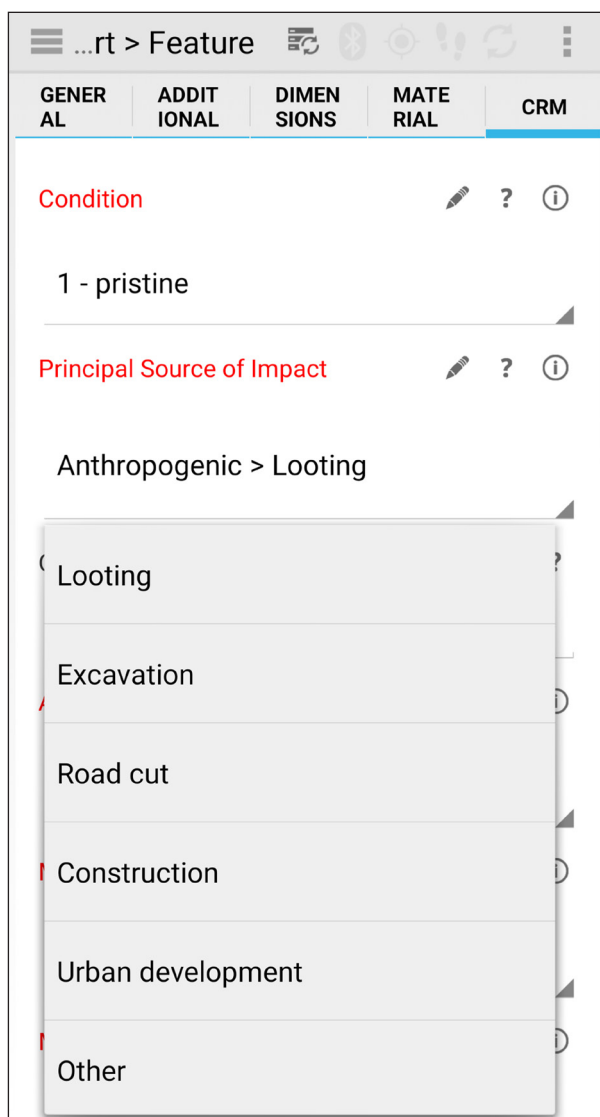 ...rt > Feature
GENER
AL
ADDIT
IONAL
DIMEN
SIONS
MATE
RIAL
CRM
Condition ? i
1 - pristine
Principal Source of Impact ? i
Anthropogenic > Looting
?
Looting
Excavation
i
Road cut
Construction
i
Urban development
i
Other